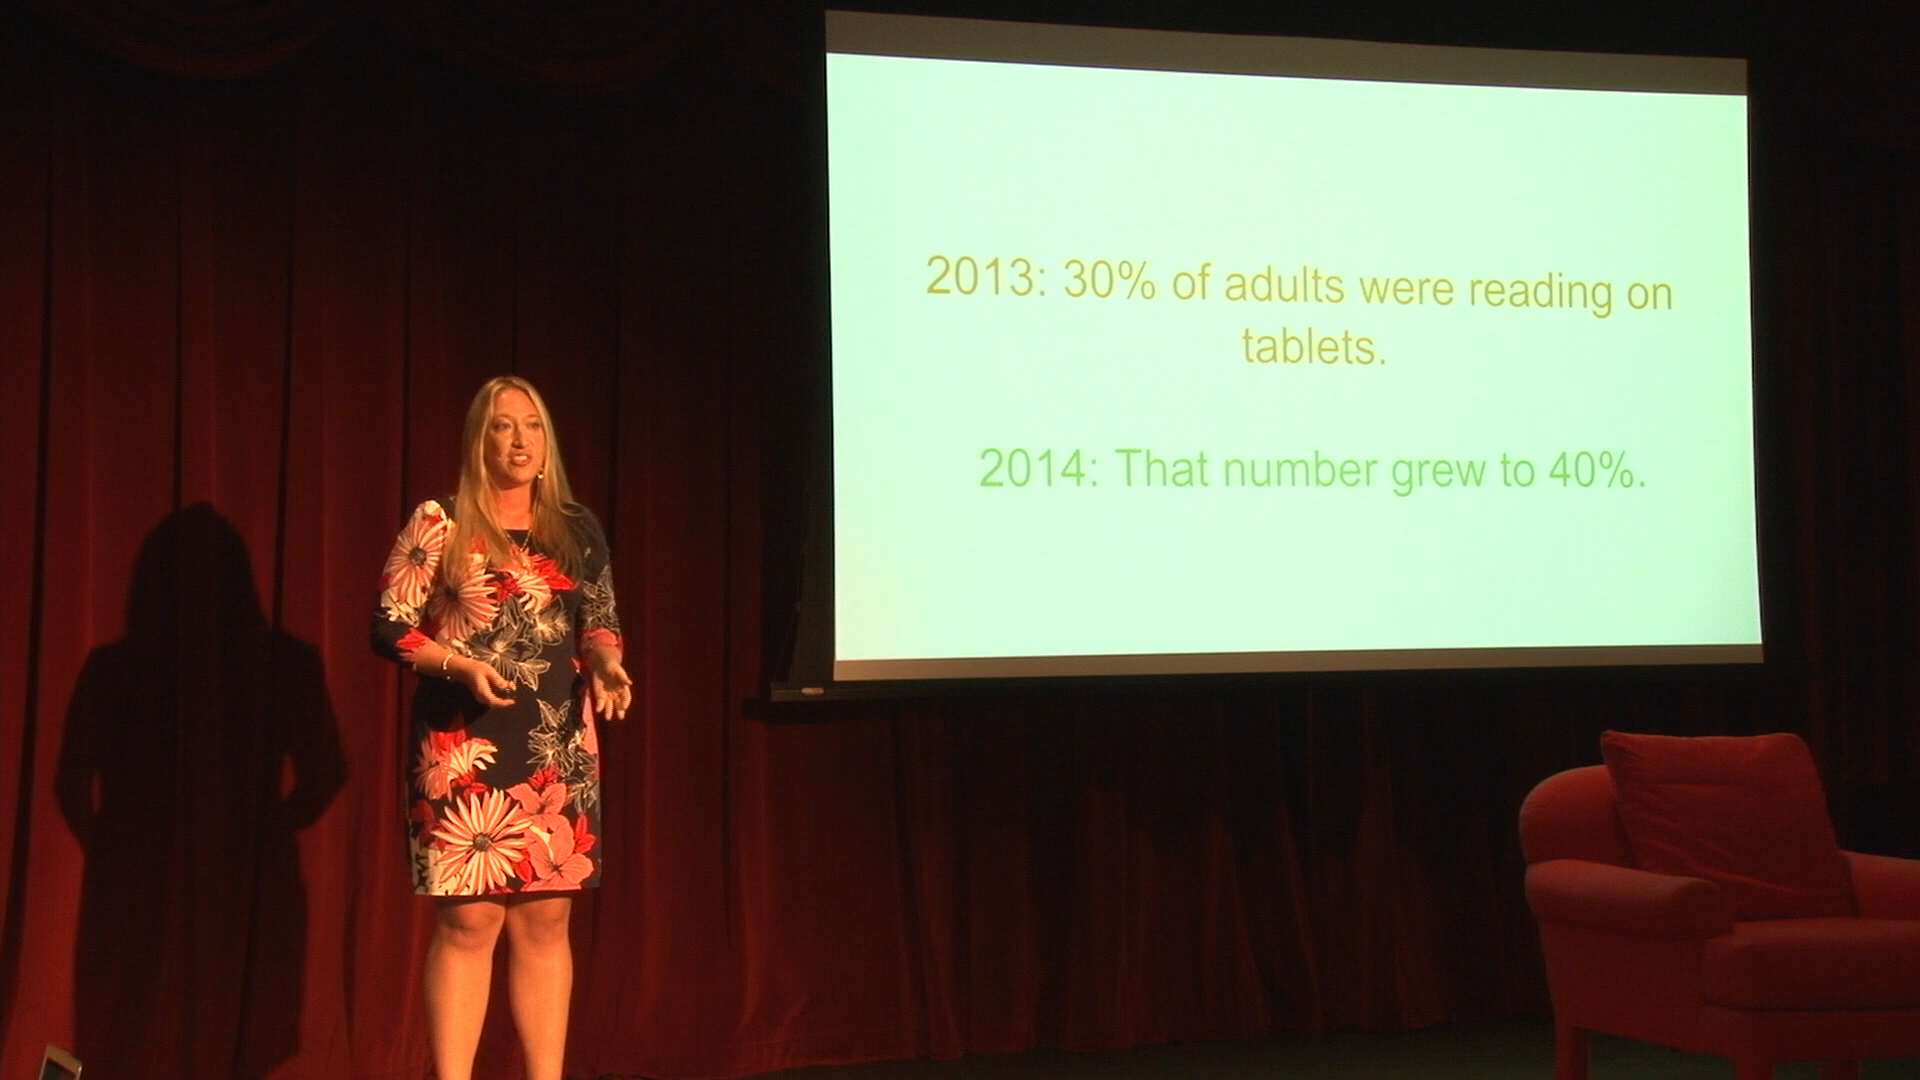 2013: 30% of adults were reading on
tablets.
2014: That number grew to 40%.